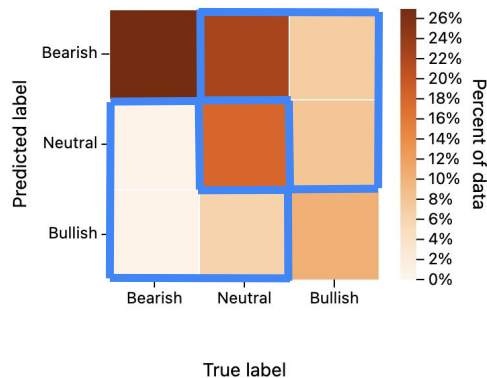 Predicted label
Bearish
Neutral
Bullish
Bearish
Neutral
Bullish
True label
26%
24%
22%
20%
18%
16%
14%
12%
10%
8%
6%
4%
2%
0%
Percent of data